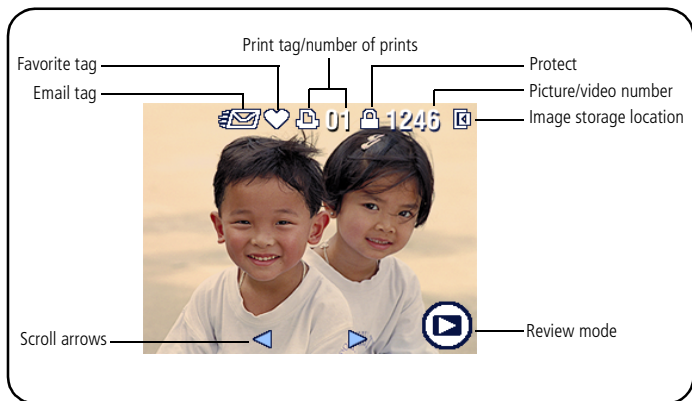 Print tag/number of prints
Favorite tag
Protect
Email tag
Picture/video number
01 1246
Image storage location
Scroll arrows
Review mode